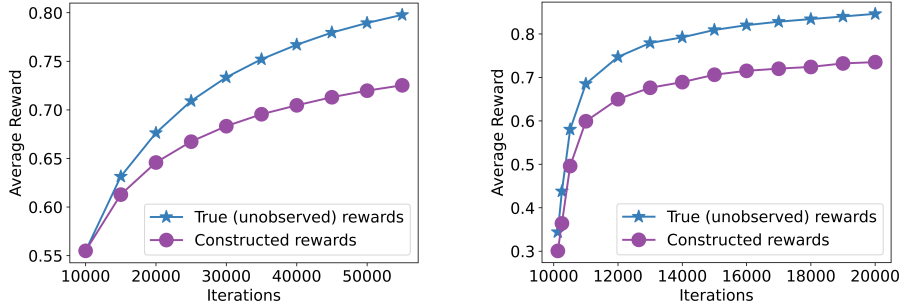 0.80
0.75
0.70
0.65
0.60
0.55
Average Reward
10000 20000 30000 40000 50000
Iterations
True (unobserved) rewards
Constructed rewards
0.8
0.7
0.6
0.5
0.4
0.3
Average Reward
10000 12000 14000 16000 18000 20000
Iterations
True (unobserved) rewards
Constructed rewards